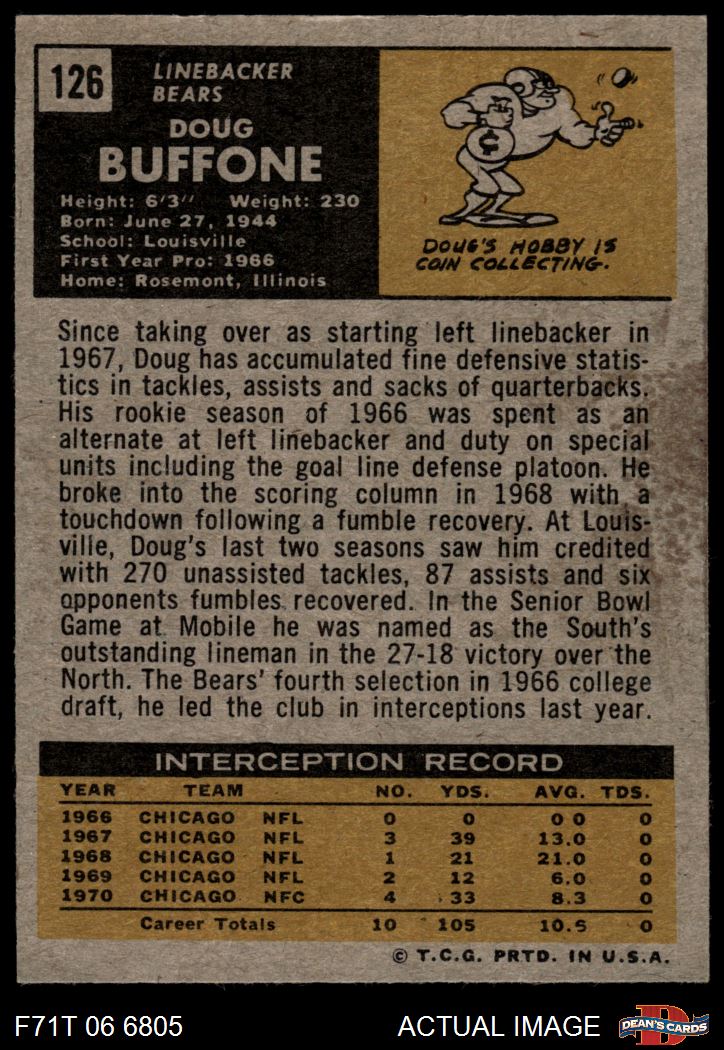 126
LINEBACKER
BEARS
DOUG
BUFFONE
Height: 6'3" Weight: 230
Born: June 27, 1944
School: Louisville
First Year Pro: 1966
Home: Rosemont, Illinois
¢
DOUG'S HOBBY IS
COIN COLLECTING.
Since taking over as starting left linebacker in
1967, Doug has accumulated fine defensive statis-
tics in tackles, assists and sacks of quarterbacks.
His rookie season of 1966 was spent as an
alternate at left linebacker and duty on special
units including the goal line defense platoon. He
broke into the scoring column in 1968 with a
touchdown following a fumble recovery. At Louis-
ville, Doug's last two seasons saw him credited
with 270 unassisted tackles, 87 assists and six
opponents fumbles recovered. In the Senior Bowl
Game at Mobile he was named as the South's
outstanding lineman in the 27-18 victory over the
North. The Bears' fourth selection in 1966 college
draft, he led the club in interceptions last year.
INTERCEPTION RECORD
YEAR TEAM NO. YDS. AVG. TDS.
1966 CHICAGO NFL 0 0 0 0 0
1967 CHICAGO NFL 3 39 13.0 0
1968 CHICAGO NFL 1 21 21.0 0
1969 CHICAGO NFL 2 12 6.0 0
1970 CHICAGO NFC 4 33 8.3 0
Career Totals 10 105 10.5 0
© T.C.G. PRTD. IN U.S.A.
F71T 06 6805 ACTUAL IMAGE
D
DEAN'S CARDS